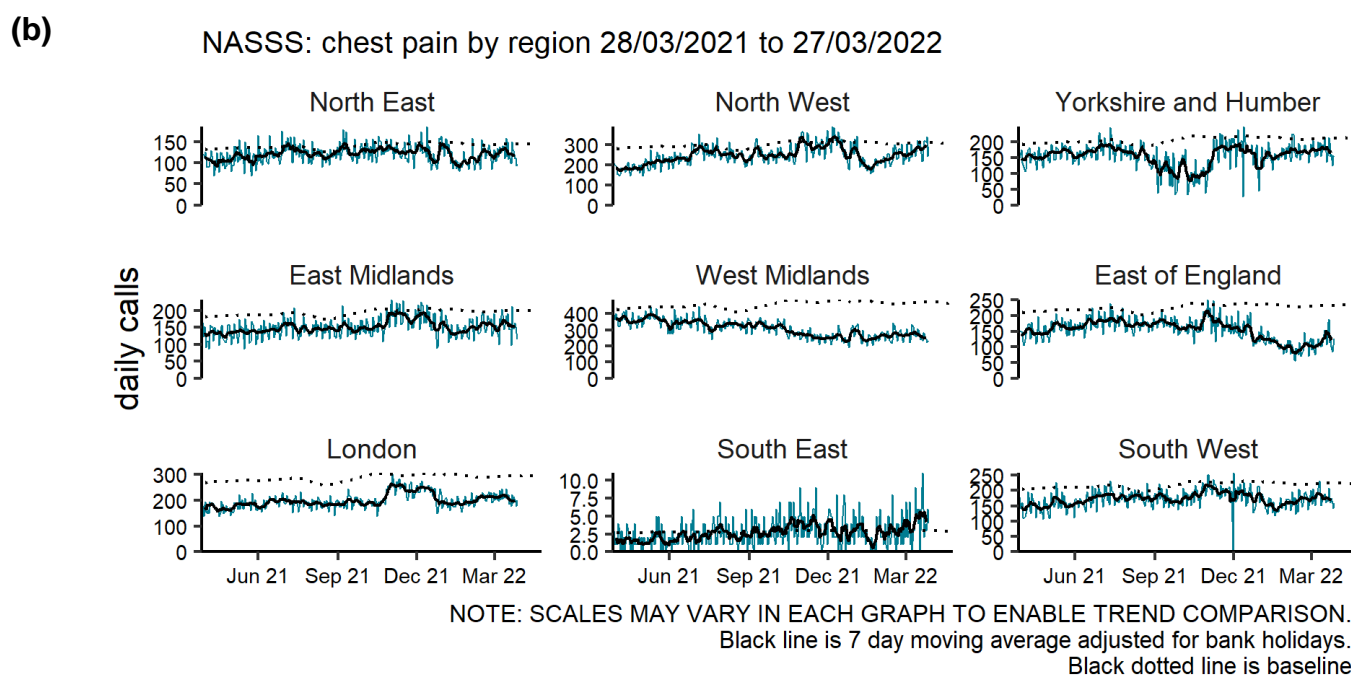 (b)
NASSS: chest pain by region 28/03/2021 to 27/03/2022
North East
North West
Yorkshire and Humber
150
100
50
0
300
200
100
0
200
150
100
50
0
daily calls
East Midlands
West Midlands
East of England
200
150
100
50
0
400
300
200
100
0
250
200
150
100
50
0
London
South East
South West
300
200
100
0
10.0
7.5
5.0
2.5
0.0
250
200
150
100
50
0
Jun 21 Sep 21 Dec 21 Mar 22
Jun 21 Sep 21 Dec 21 Mar 22
Jun 21 Sep 21 Dec 21 Mar 22
NOTE: SCALES MAY VARY IN EACH GRAPH TO ENABLE TREND COMPARISON.
Black line is 7 day moving average adjusted for bank holidays.
Black dotted line is baseline